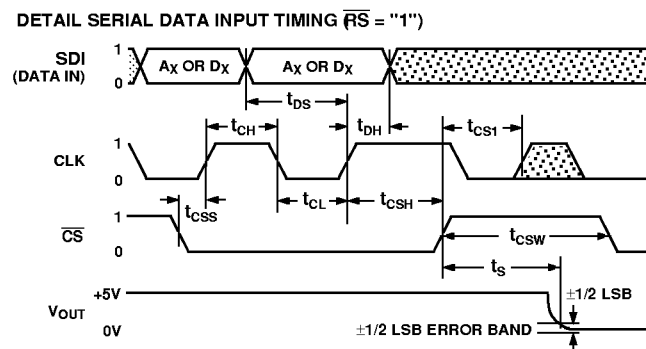 DETAIL SERIAL DATA INPUT TIMING (R̅S̅ = "1")
SDI
(DATA IN)
1
0
AX OR DX
AX OR DX
tDS
tCH
tDH
tCS1
CLK
1
0
tCSS
tCL
tCSH
C̅S̅
1
0
tCSW
tS
VOUT
+5V
0V
±1/2 LSB
±1/2 LSB ERROR BAND